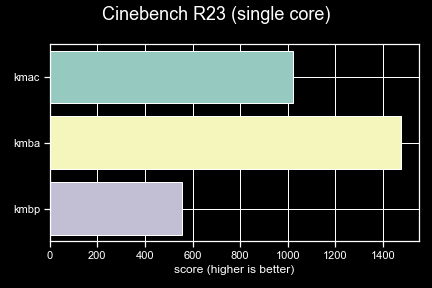 Cinebench R23 (single core)
kmac
kmba
kmbp
0 200 400 600 800 1000 1200 1400
score (higher is better)